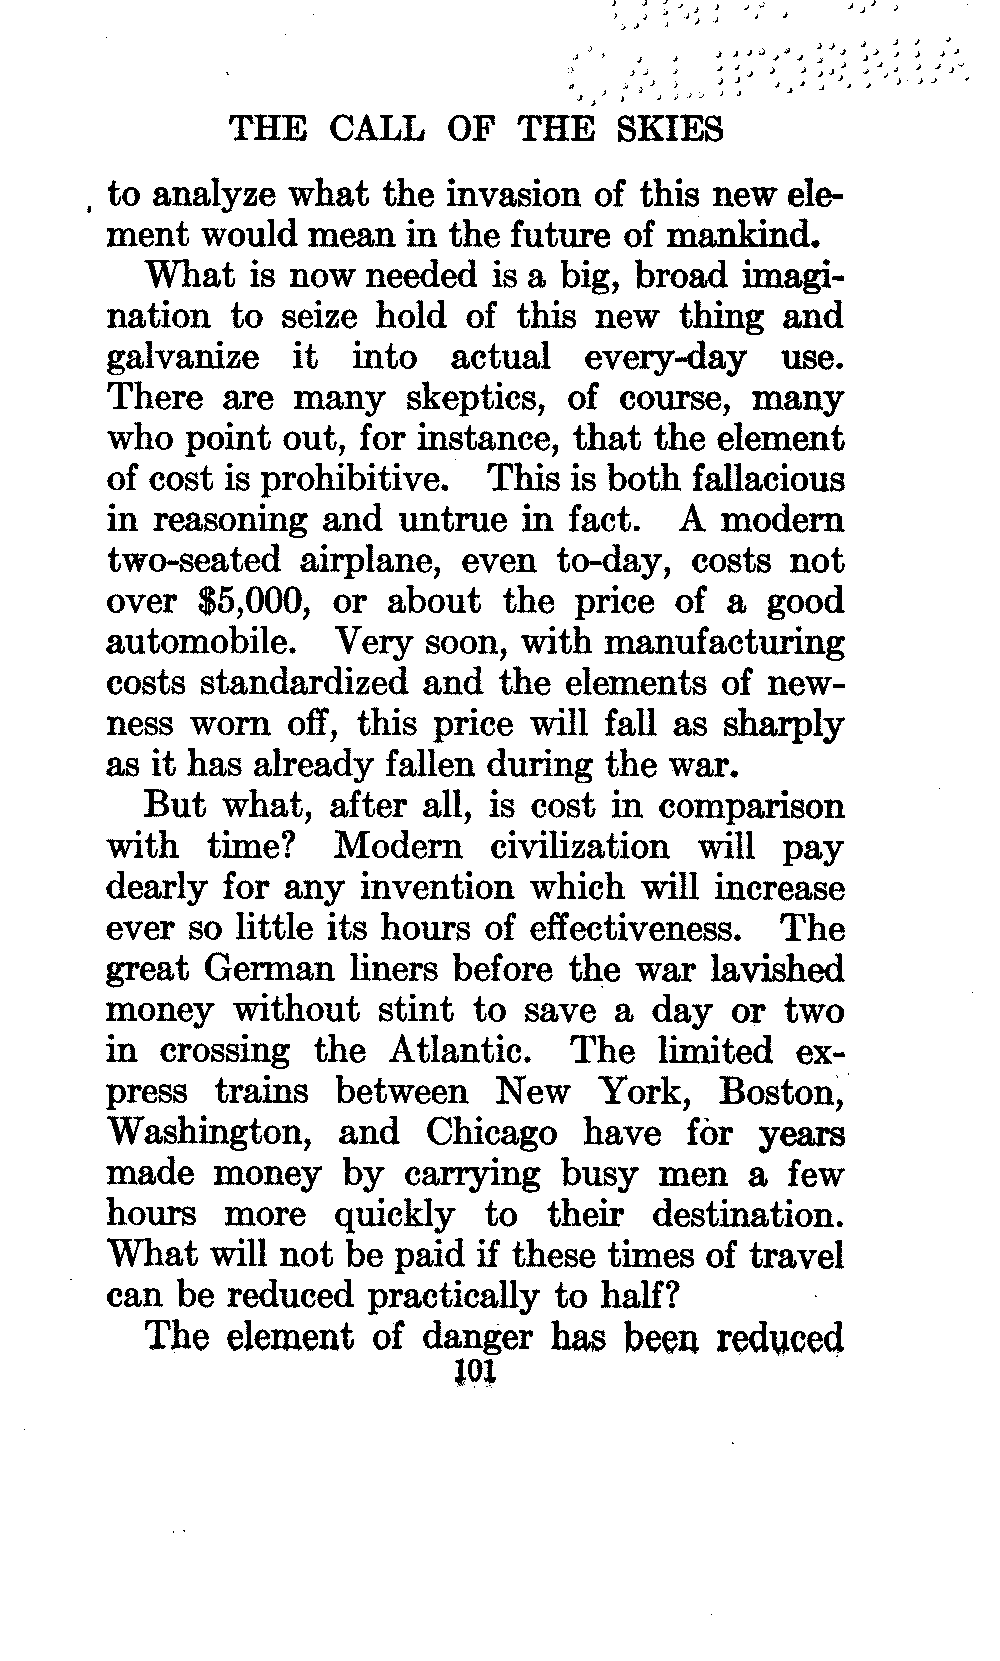 CALIFORNIA
THE CALL OF THE SKIES
to analyze what the invasion of this new ele-
ment would mean in the future of mankind.
What is now needed is a big, broad imagi-
nation to seize hold of this new thing and
galvanize it into actual every-day use.
There are many skeptics, of course, many
who point out, for instance, that the element
of cost is prohibitive. This is both fallacious
in reasoning and untrue in fact. A modern
two-seated airplane, even to-day, costs not
over $5,000, or about the price of a good
automobile. Very soon, with manufacturing
costs standardized and the elements of new-
ness worn off, this price will fall as sharply
as it has already fallen during the war.
But what, after all, is cost in comparison
with time? Modern civilization will pay
dearly for any invention which will increase
ever so little its hours of effectiveness. The
great German liners before the war lavished
money without stint to save a day or two
in crossing the Atlantic. The limited ex-
press trains between New York, Boston,
Washington, and Chicago have for years
made money by carrying busy men a few
hours more quickly to their destination.
What will not be paid if these times of travel
can be reduced practically to half?
The element of danger has been reduced
101